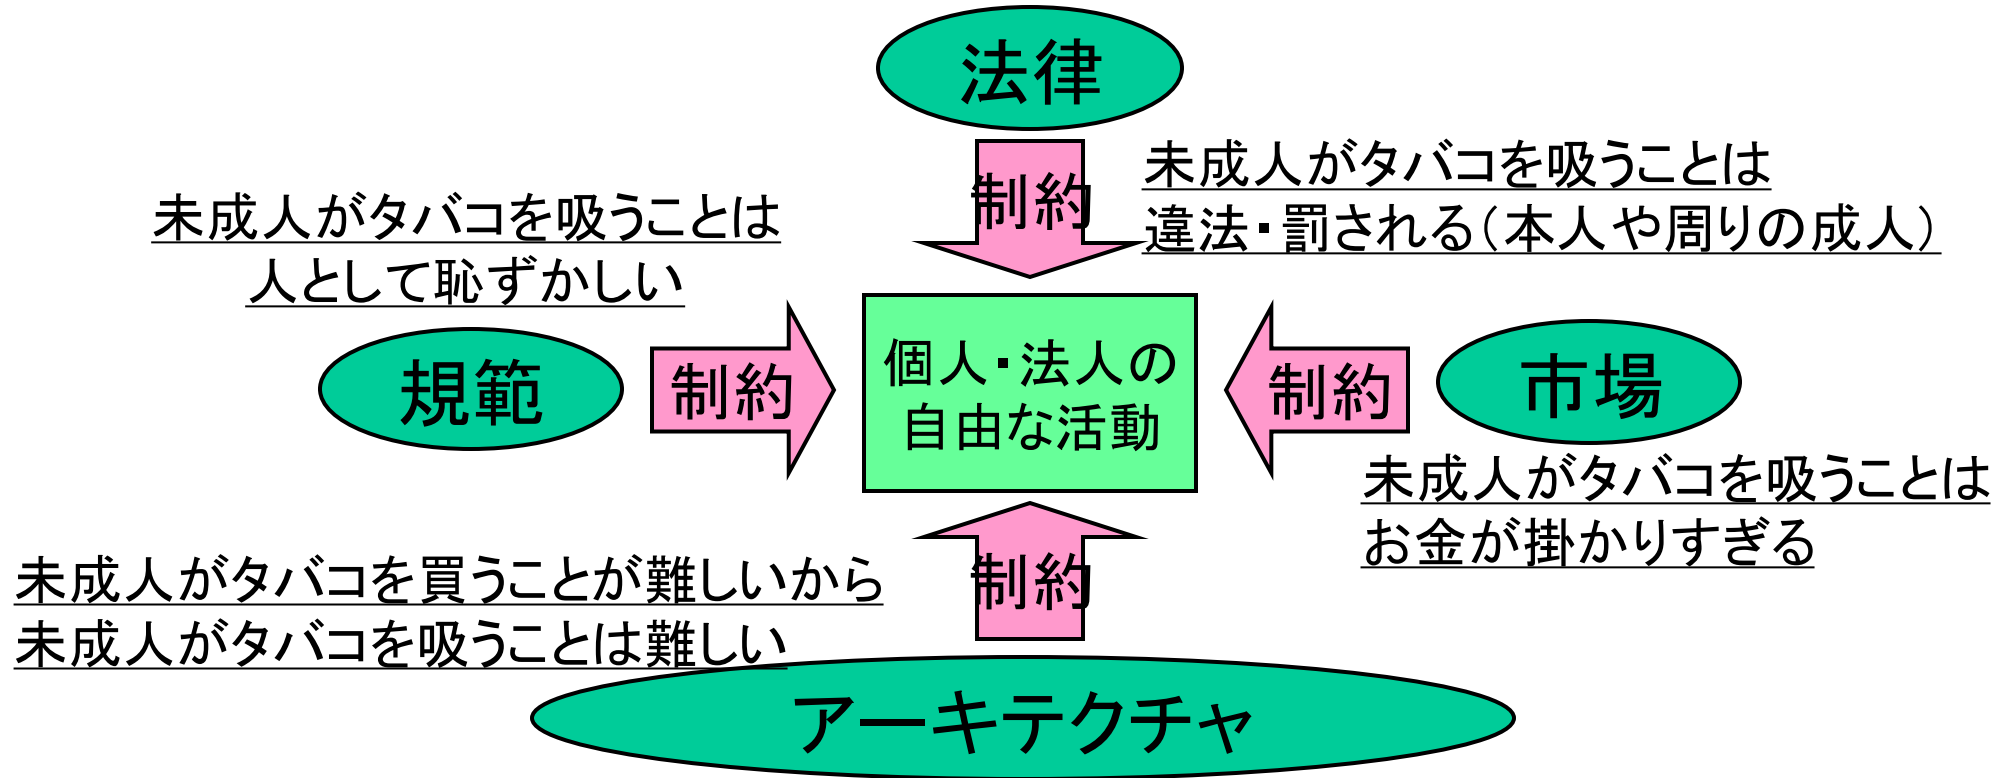 法律
制約
未成人がタバコを吸うことは
違法・罰される（本人や周りの成人）
未成人がタバコを吸うことは
人として恥ずかしい
規範
制約
個人・法人の
自由な活動
制約
市場
未成人がタバコを吸うことは
お金が掛かりすぎる
未成人がタバコを買うことが難しいから
未成人がタバコを吸うことは難しい
制約
アーキテクチャ